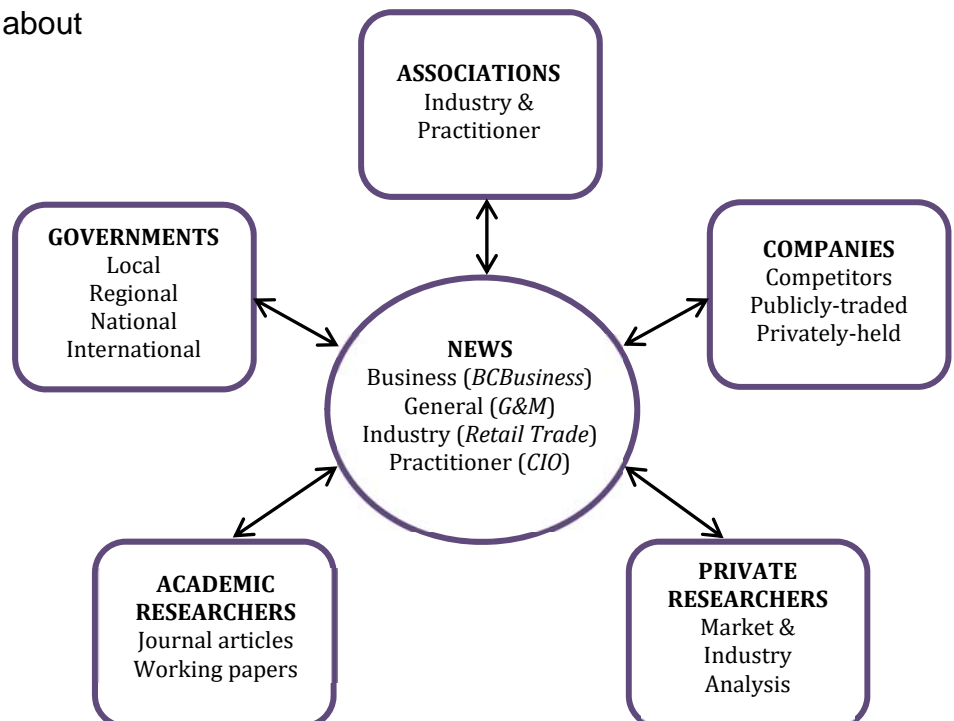 about
ASSOCIATIONS
Industry &
Practitioner
GOVERNMENTS
Local
Regional
National
International
COMPANIES
Competitors
Publicly-traded
Privately-held
NEWS
Business (BCBusiness)
General (G&M)
Industry (Retail Trade)
Practitioner (CIO)
ACADEMIC
RESEARCHERS
Journal articles
Working papers
PRIVATE
RESEARCHERS
Market &
Industry
Analysis